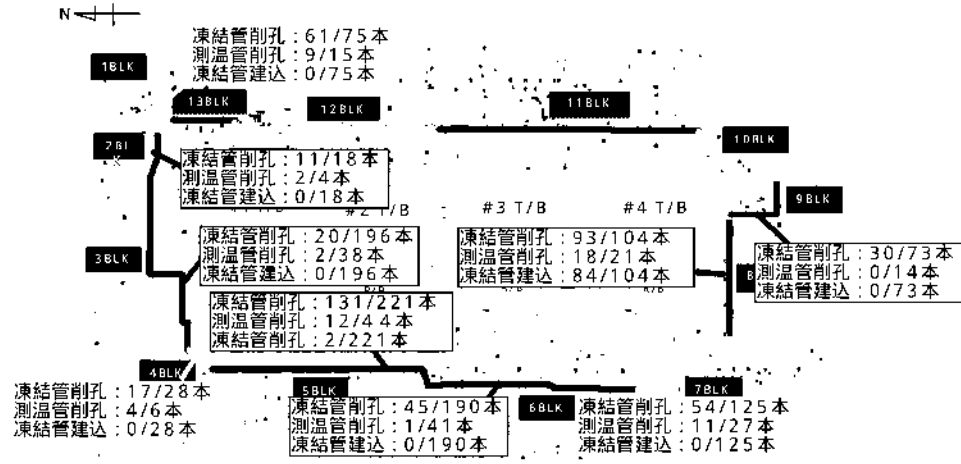 N
凍結管削孔:61/75本
測温管削孔:9/15本
凍結管建込:0/75本
1BLK
13BLK
12BLK
11BLK
10BLK
2BL
K
凍結管削孔:11/18本
測温管削孔:2/4本
凍結管建込:0/18本
9BLK
#2 T/B
#3 T/B
#4 T/B
3BLK
凍結管削孔:20/196本
測温管削孔:2/38本
凍結管建込:0/196本
凍結管削孔:93/104本
測温管削孔:18/21本
凍結管建込:84/104本
凍結管削孔:30/73本
測温管削孔:0/14本
凍結管建込:0/73本
凍結管削孔:131/221本
測温管削孔:12/44本
凍結管削孔:2/221本
4BLK
5BLK
6BLK
7BLK
凍結管削孔:17/28本
測温管削孔:4/6本
凍結管建込:0/28本
凍結管削孔:45/190本
測温管削孔:1/41本
凍結管建込:0/190本
凍結管削孔:54/125本
測温管削孔:11/27本
凍結管建込:0/125本